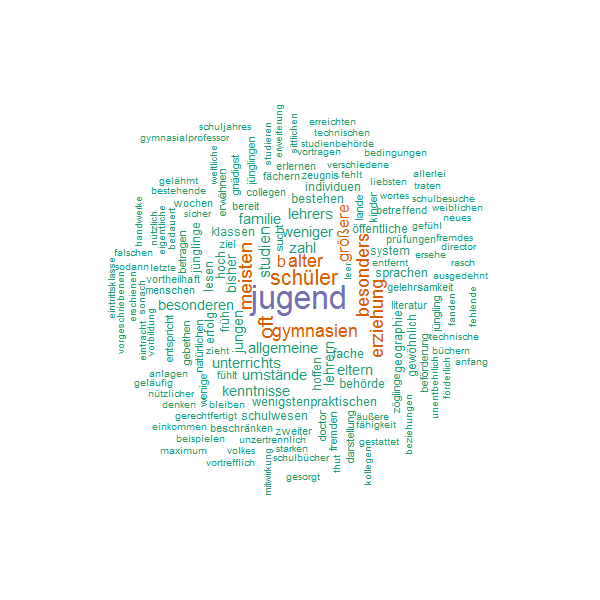 erreichten
schuljahres
technischen
gymnasialprofessor
studieren
erweiterung
sittlichen
studienbehörde
vortragen
bedingungen
weltliche
gnädigst
jünglingen
erlernen
verschiedene
gelähmt
fächern
zeugnis
fehlt
allerlei
bestehende
individuen
liebsten
traten
collegen
erwähnen
wochen
bereit
bestehen
lande
kinder
wortes
schulbesuche
handwerke
nützlich
eigentliche
bedauert
sicher
familie
lehrers
größere
betreffend
weiblichen
neues
klassen
sucht
weniger
öffentliche
gefühl
falschen
betragen
jünglinge
ziel
studien
zahl
prüfungen
fremdes
director
sodann
letzte
hoch
b
alter
besonders
system
ersehe
eintrittsklasse
vorgeschriebenen
erschienen
sonach
vortheilhaft
lesen
bisher
meisten
schüler
leer
entfernt
rasch
sprachen
ausgedehnt
menschen
jugend
erziehung
gelehrsamkeit
besonderen
literatur
jüngling
fanden
fehlende
eintracht
vorbildung
entspricht
gebethen
natürlichen
erfolg
früh
jungen
oft
gymnasien
geographie
gewöhnlich
technische
zieht
allgemeine
lehrern
fache
büchern
unterrichts
hoffen
eltern
beförderung
unentbehrlich
förderlich
anfang
anlagen
wenige
fühlt
umstände
behörde
geläufig
kenntnisse
zöglinge
nützlicher
denken
bleiben
wenigsten
praktischen
gerechtfertigt
schulwesen
doctor
fremden
darstellung
äußere
beziehungen
einkommen
beschränken
zweiter
fähigkeit
beispielen
unzertrennlich
gestattet
maximum
volkes
starken
schulbücher
thut
kollegen
vortrefflich
mitwirkung
gesorgt